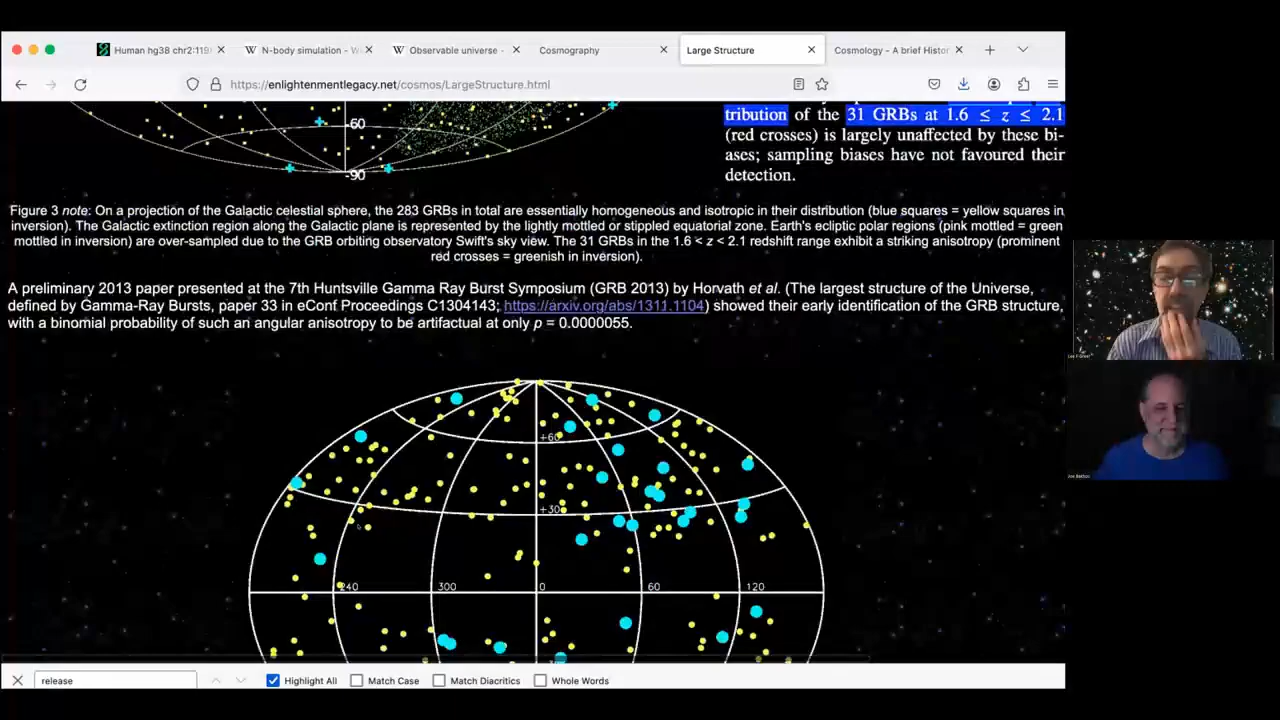 Human hg38 chr2:119
N-body simulation - W
Observable universe -
Cosmography
Large Structure
Cosmology - A brief Histor
https://enlightenmentlegacy.net/cosmos/LargeStructure.html
-60
-90
tribution of the 31 GRBs at 1.6 ≤ z ≤ 2.1
(red crosses) is largely unaffected by these bi-
ases; sampling biases have not favoured their
detection.
Figure 3 note: On a projection of the Galactic celestial sphere, the 283 GRBs in total are essentially homogeneous and isotropic in their distribution (blue squares = yellow squares in
inversion). The Galactic extinction region along the Galactic plane is represented by the lightly mottled or stippled equatorial zone. Earth's ecliptic polar regions (pink mottled = green
mottled in inversion) are over-sampled due to the GRB orbiting observatory Swift's sky view. The 31 GRBs in the 1.6 < z < 2.1 redshift range exhibit a striking anisotropy (prominent
red crosses = greenish in inversion).
A preliminary 2013 paper presented at the 7th Huntsville Gamma Ray Burst Symposium (GRB 2013) by Horvath et al. (The largest structure of the Universe,
defined by Gamma-Ray Bursts, paper 33 in eConf Proceedings C1304143; https://arxiv.org/abs/1311.1104) showed their early identification of the GRB structure,
with a binomial probability of such an angular anisotropy to be artifactual at only p = 0.0000055.
+60
+30
240
300
0
60
120
release
Highlight All
Match Case
Match Diacritics
Whole Words